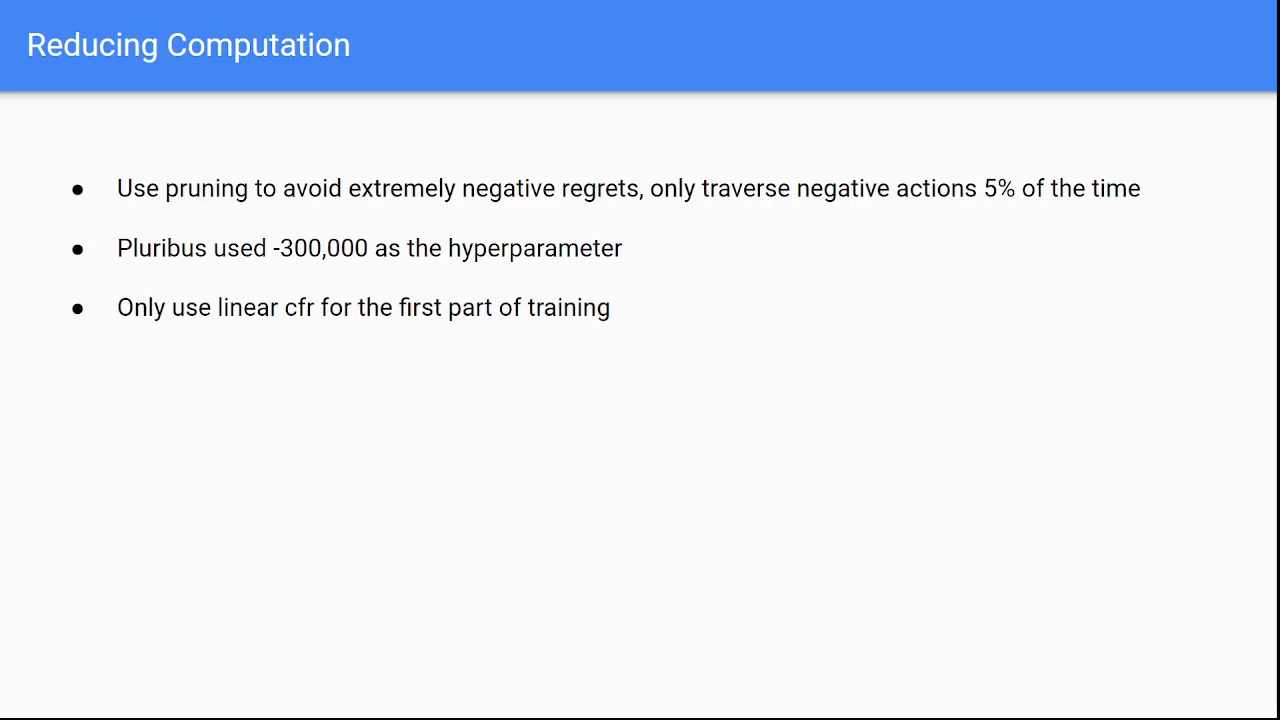 Reducing Computation
● Use pruning to avoid extremely negative regrets, only traverse negative actions 5% of the time
● Pluribus used -300,000 as the hyperparameter
● Only use linear cfr for the first part of training